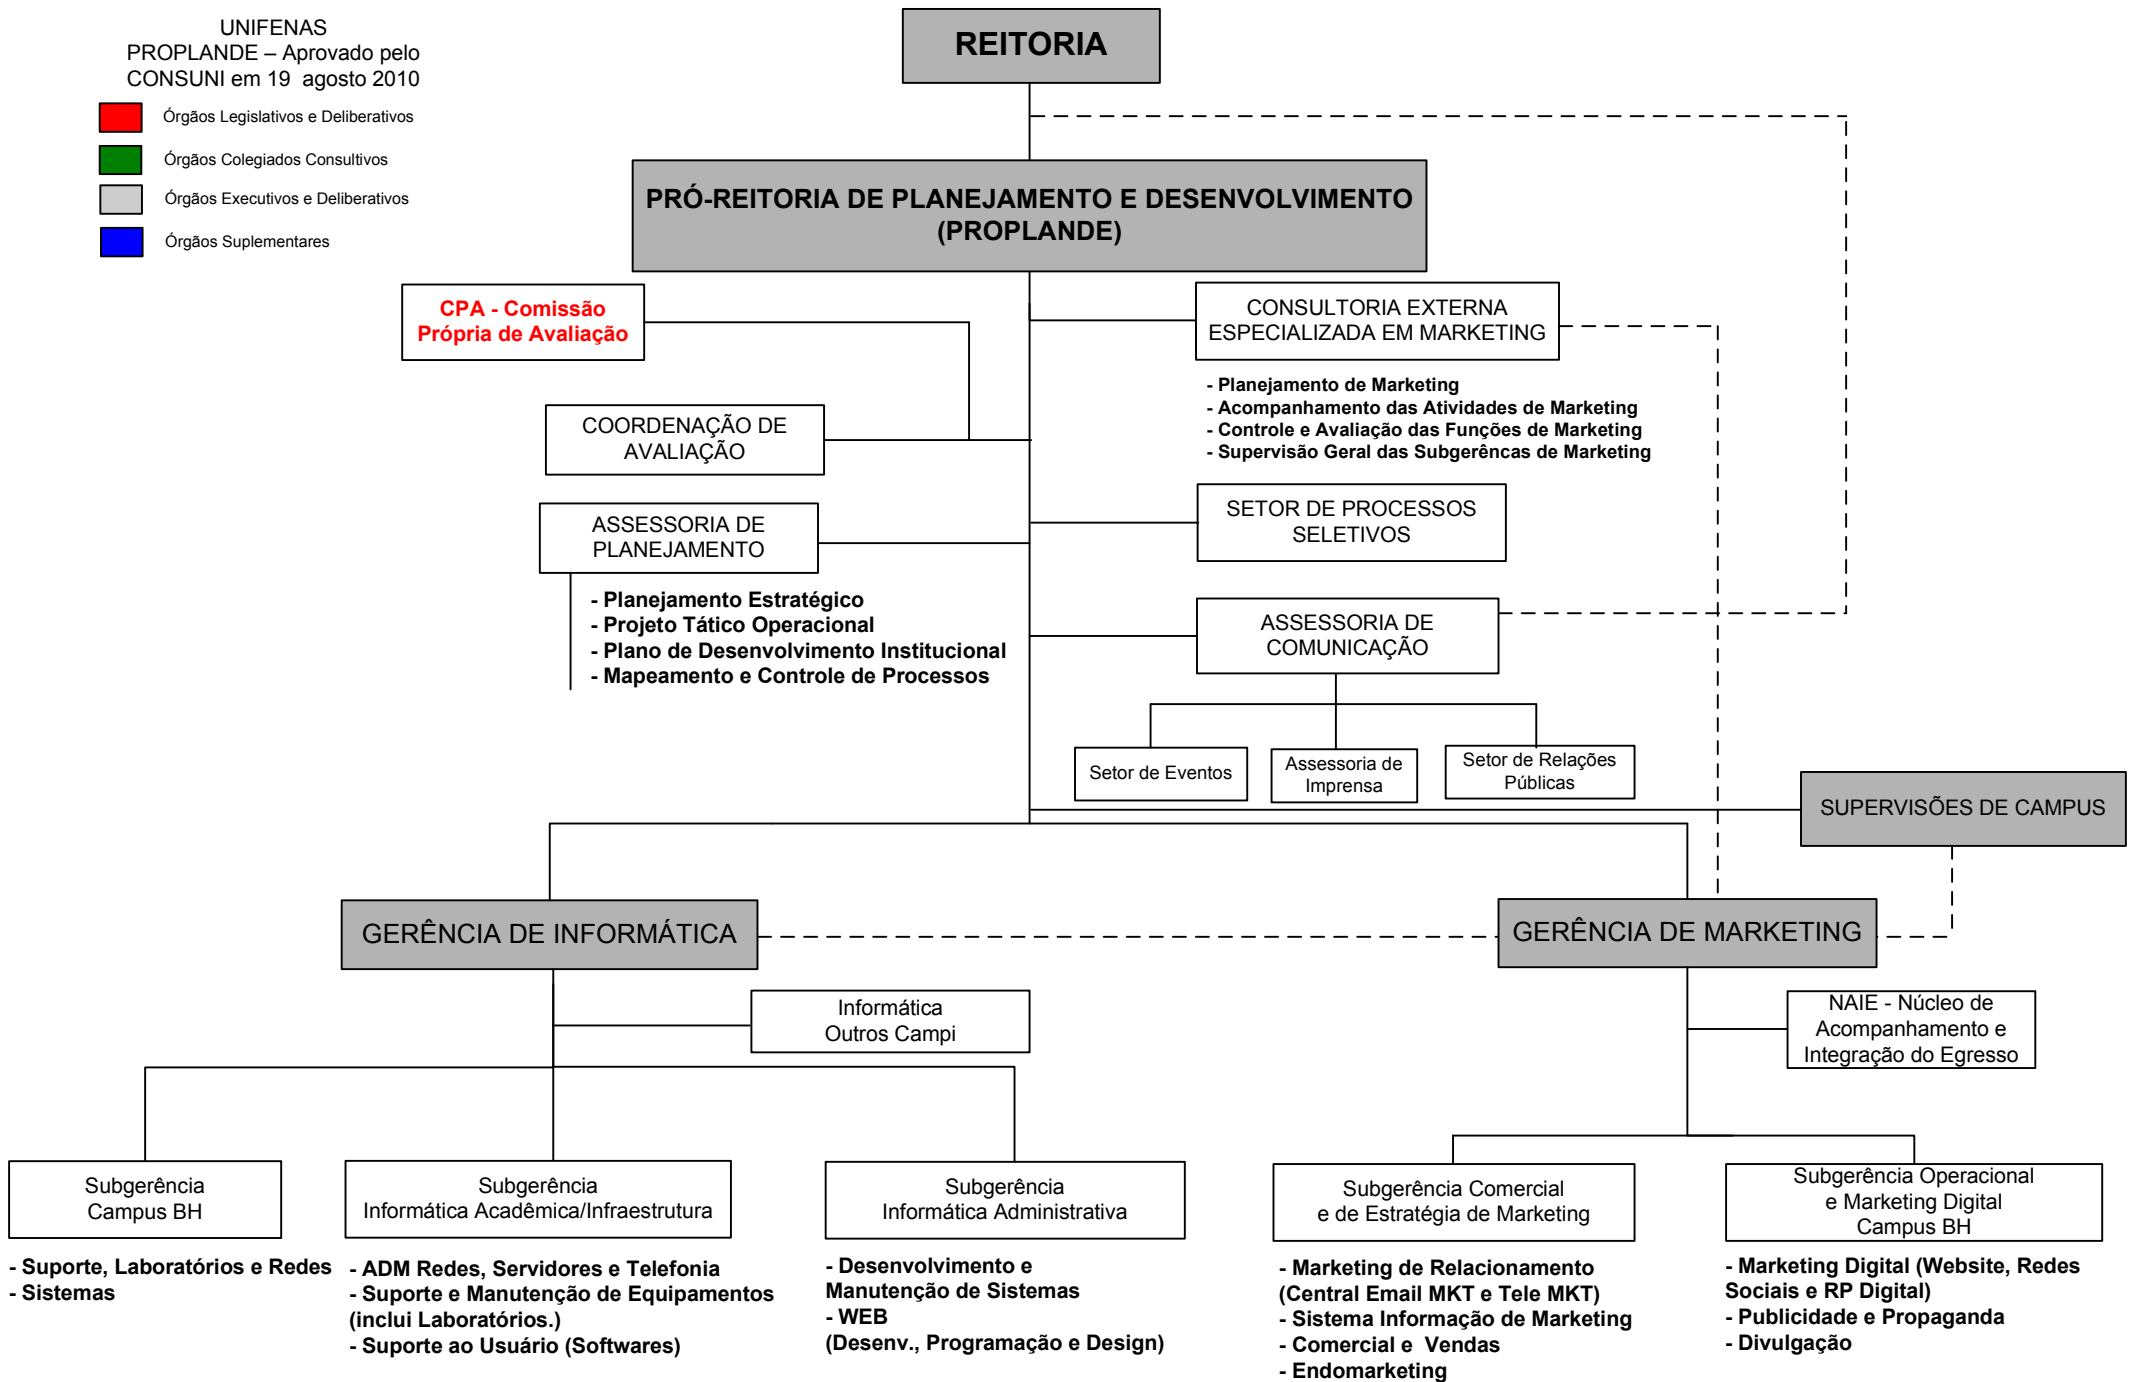 UNIFENAS
PROPLANDE – Aprovado pelo
CONSUNI em 19 agosto 2010
Órgãos Legislativos e Deliberativos
Órgãos Colegiados Consultivos
Órgãos Executivos e Deliberativos
Órgãos Suplementares
REITORIA
PRÓ-REITORIA DE PLANEJAMENTO E DESENVOLVIMENTO
(PROPLANDE)
CPA - Comissão
Própria de Avaliação
CONSULTORIA EXTERNA
ESPECIALIZADA EM MARKETING
- Planejamento de Marketing
- Acompanhamento das Atividades de Marketing
- Controle e Avaliação das Funções de Marketing
- Supervisão Geral das Subgerêncas de Marketing
COORDENAÇÃO DE
AVALIAÇÃO
ASSESSORIA DE
PLANEJAMENTO
- Planejamento Estratégico
- Projeto Tático Operacional
- Plano de Desenvolvimento Institucional
- Mapeamento e Controle de Processos
SETOR DE PROCESSOS
SELETIVOS
ASSESSORIA DE
COMUNICAÇÃO
Setor de Eventos
Assessoria de
Imprensa
Setor de Relações
Públicas
SUPERVISÕES DE CAMPUS
GERÊNCIA DE INFORMÁTICA
GERÊNCIA DE MARKETING
Informática
Outros Campi
NAIE - Núcleo de
Acompanhamento e
Integração do Egresso
Subgerência
Campus BH
- Suporte, Laboratórios e Redes
- Sistemas
Subgerência
Informática Acadêmica/Infraestrutura
- ADM Redes, Servidores e Telefonia
- Suporte e Manutenção de Equipamentos
(inclui Laboratórios.)
- Suporte ao Usuário (Softwares)
Subgerência
Informática Administrativa
- Desenvolvimento e
Manutenção de Sistemas
- WEB
(Desenv., Programação e Design)
Subgerência Comercial
e de Estratégia de Marketing
- Marketing de Relacionamento
(Central Email MKT e Tele MKT)
- Sistema Informação de Marketing
- Comercial e Vendas
- Endomarketing
Subgerência Operacional
e Marketing Digital
Campus BH
- Marketing Digital (Website, Redes
Sociais e RP Digital)
- Publicidade e Propaganda
- Divulgação